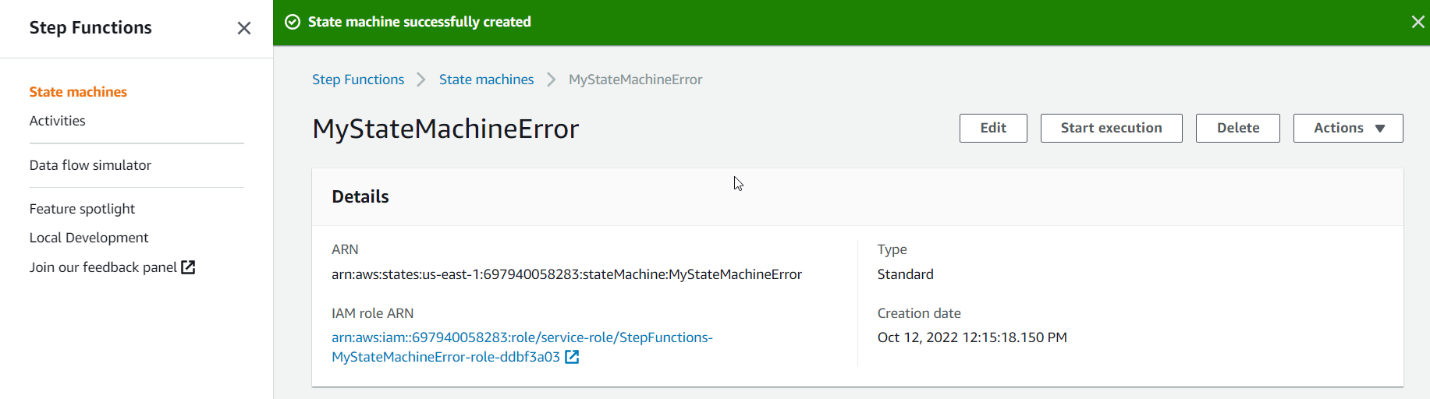 Step Functions
State machines
Activities
Data flow simulator
Feature spotlight
Local Development
Join our feedback panel
State machine successfully created
Step Functions > State machines > MyStateMachineError
MyStateMachineError
Edit Start execution Delete Actions
Details
ARN
arn:aws:states:us-east-1:697940058283:stateMachine:MyStateMachineError
IAM role ARN
arn:aws:iam::697940058283:role/service-role/StepFunctions-
MyStateMachineError-role-ddbf3a03
Type
Standard
Creation date
Oct 12, 2022 12:15:18.150 PM